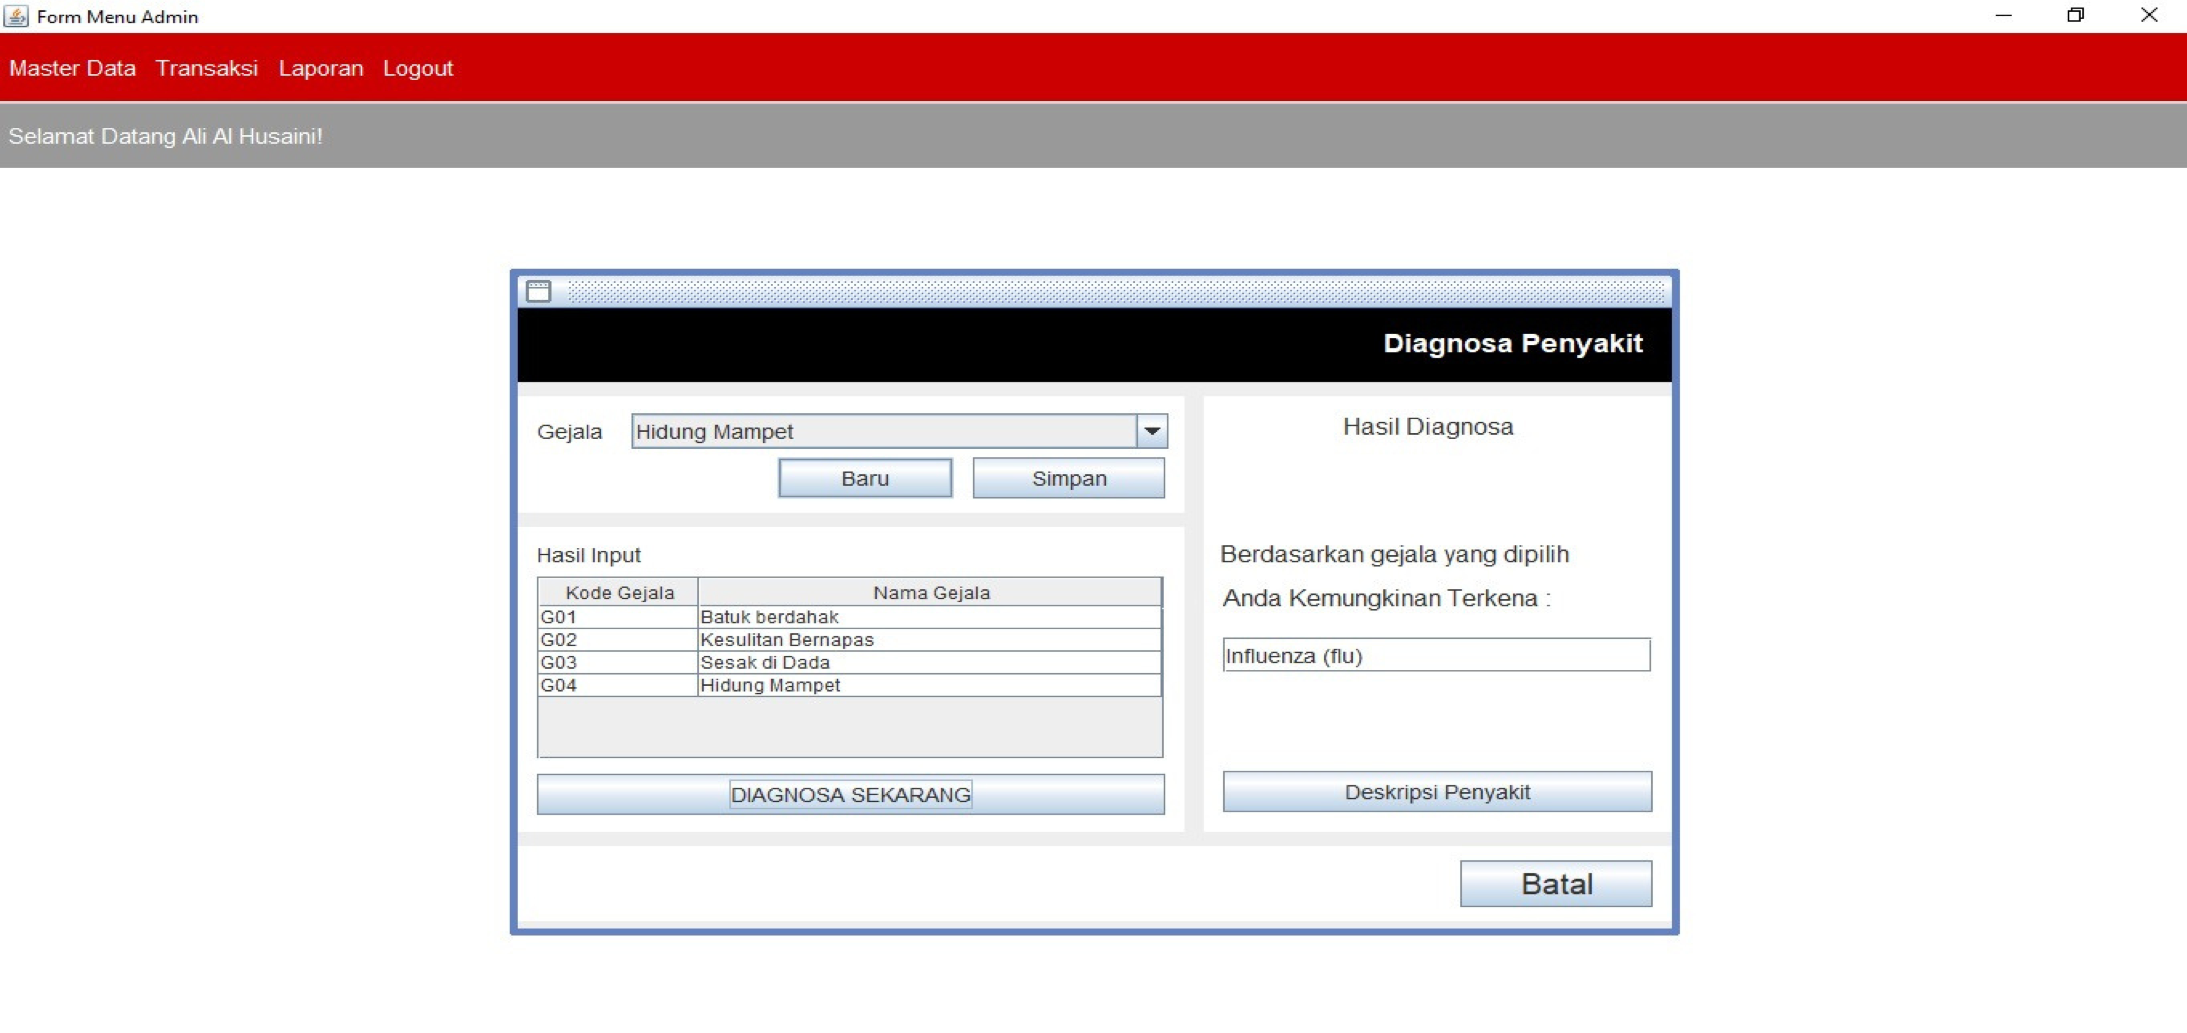 Form Menu Admin
Master Data Transaksi Laporan Logout
Selamat Datang Ali Al Husaini!
Diagnosa Penyakit
Gejala Hidung Mampet
Baru Simpan
Hasil Input
Kode Gejala Nama Gejala
G01 Batuk berdahak
G02 Kesulitan Bernapas
G03 Sesak di Dada
G04 Hidung Mampet
DIAGNOSA SEKARANG
Hasil Diagnosa
Berdasarkan gejala yang dipilih
Anda Kemungkinan Terkena :
Influenza (flu)
Deskripsi Penyakit
Batal